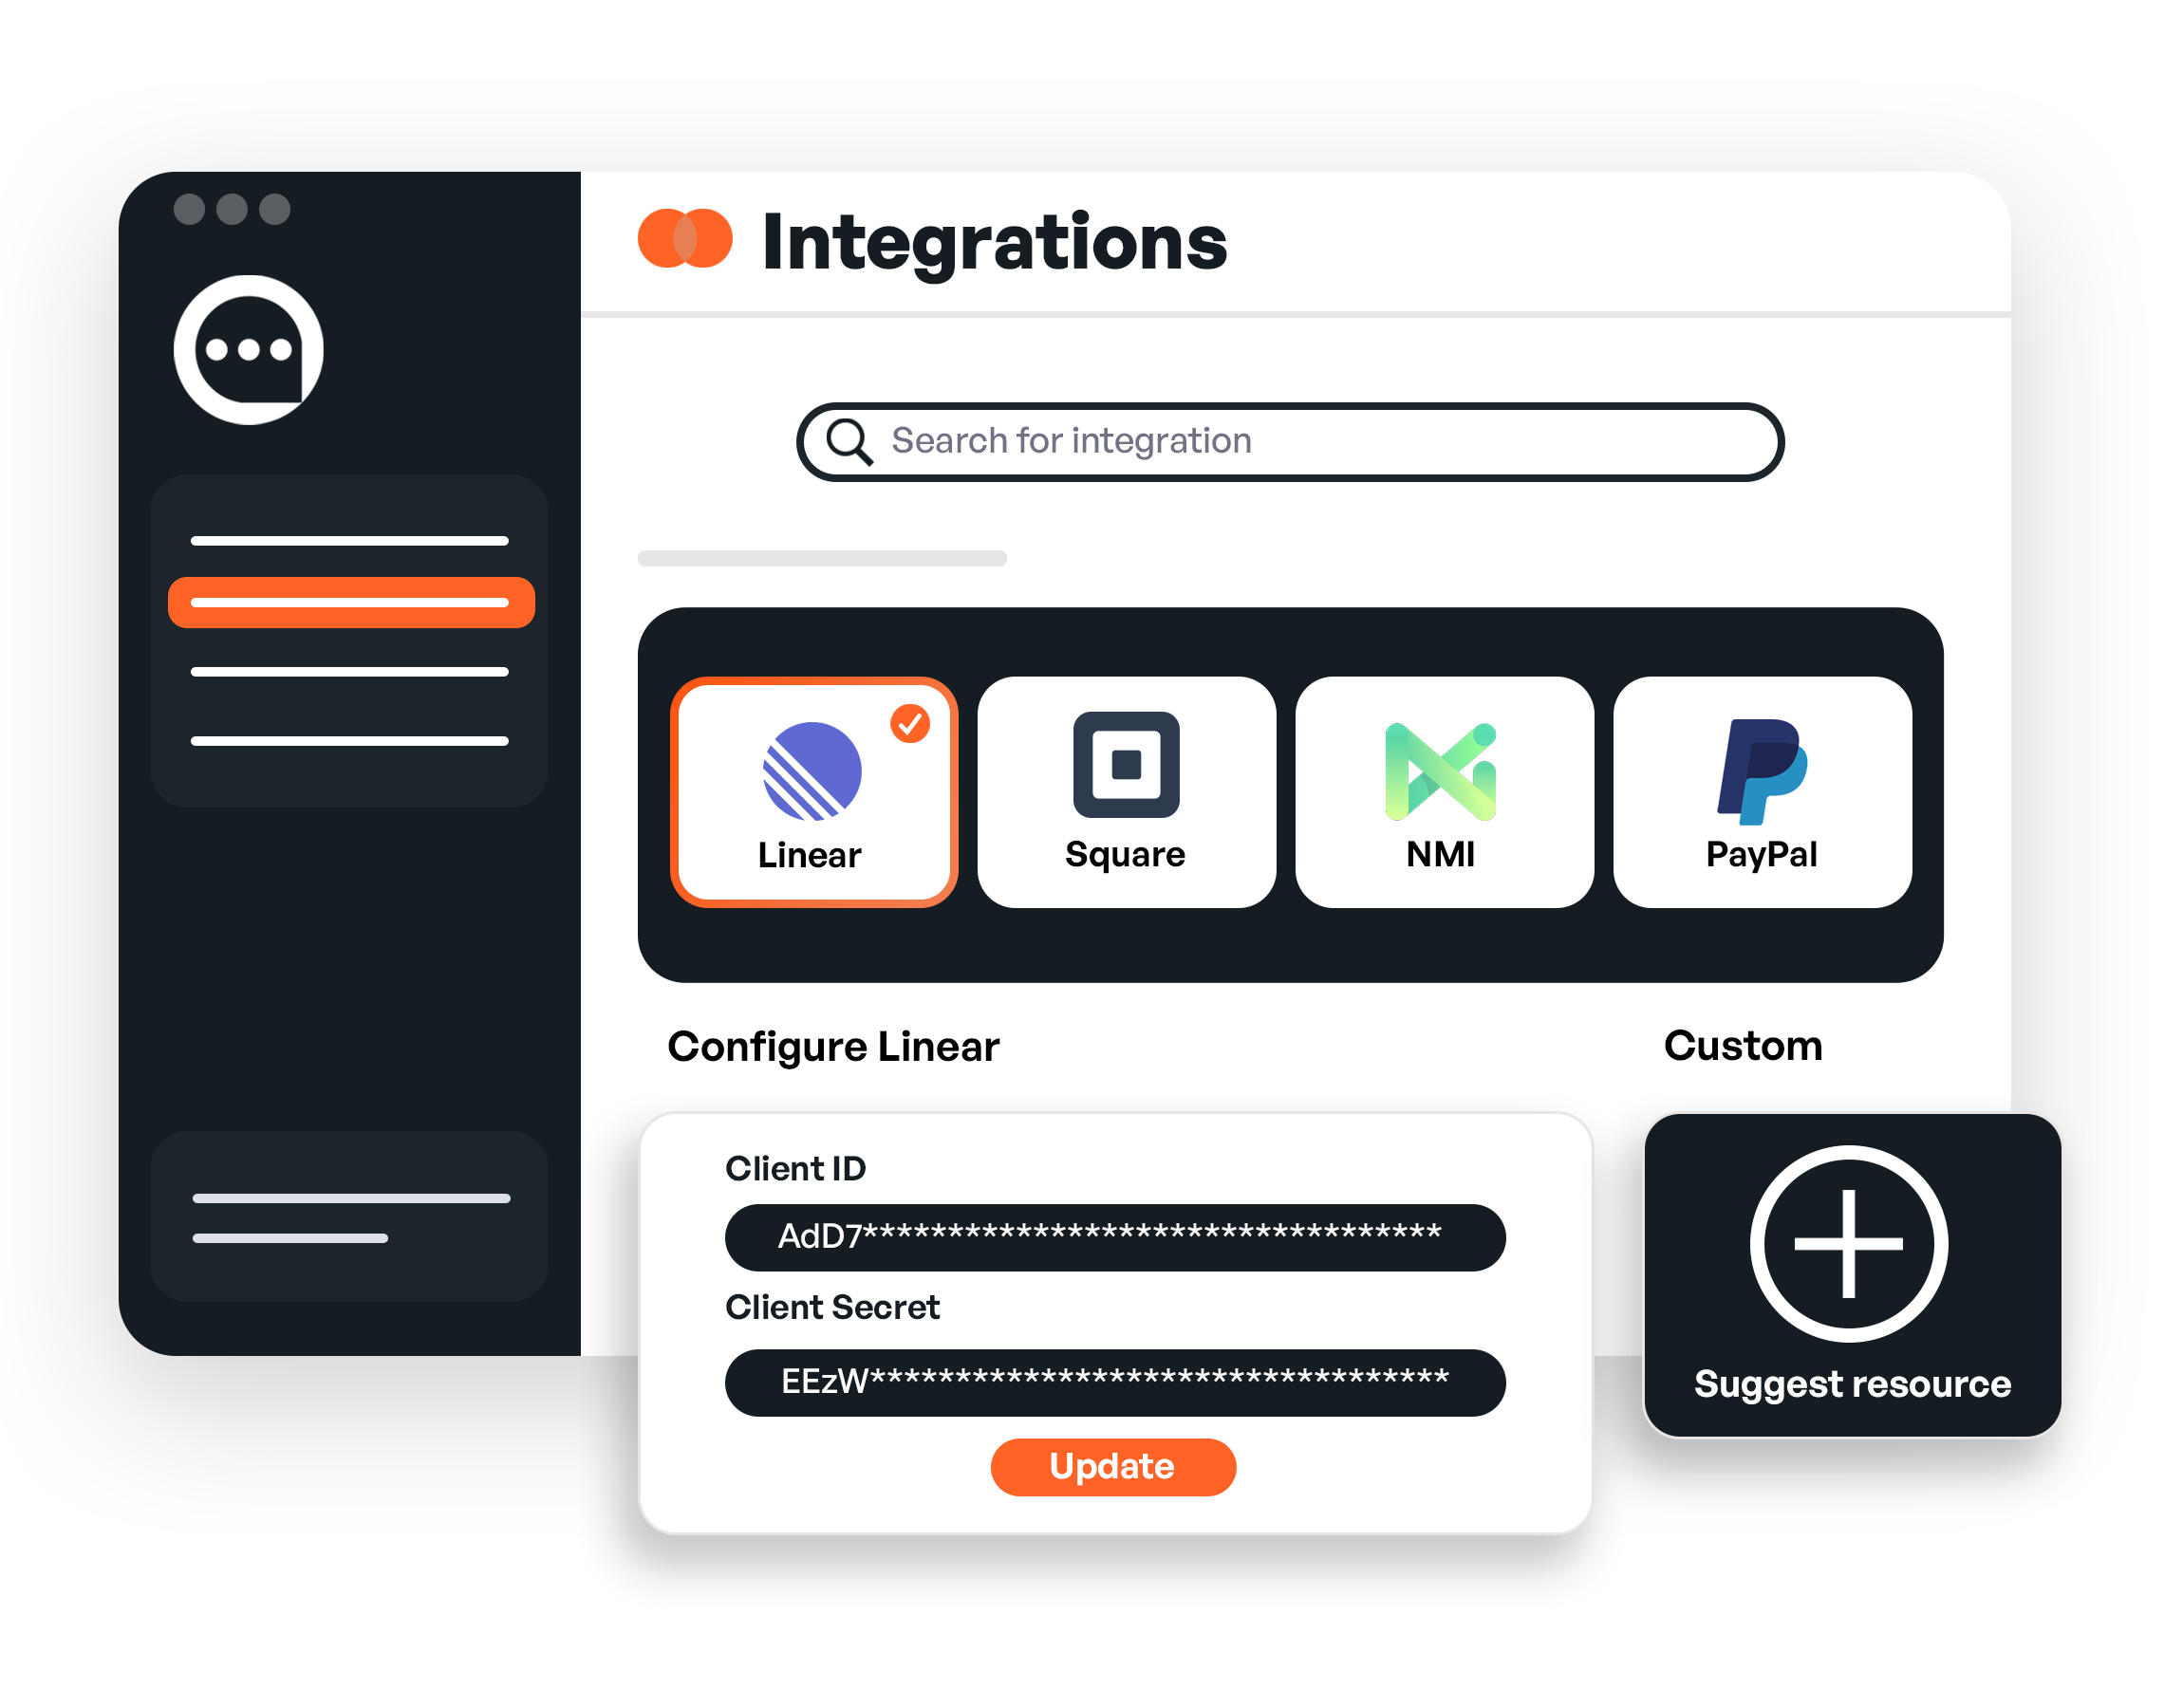 Integrations
Search for integration
Linear
Square
NMI
PayPal
Configure Linear
Custom
Client ID
AdD7**********************************
Client Secret
EEzW**********************************
Update
Suggest resource